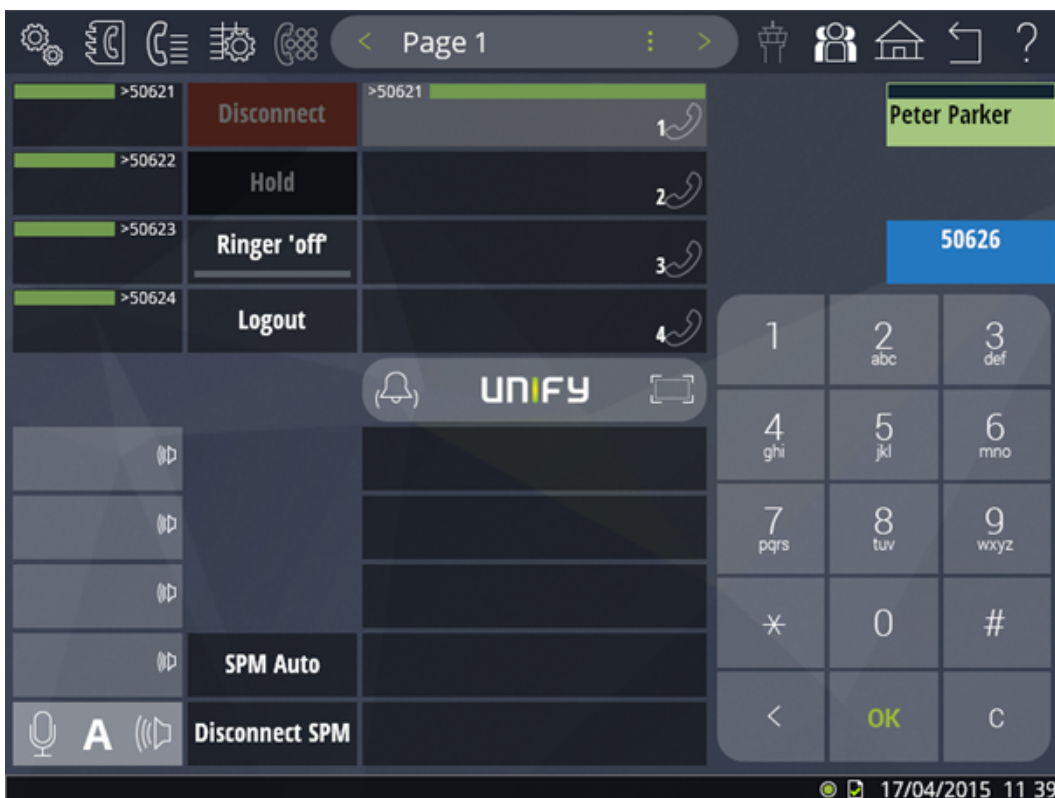 Page 1
?
>50621
Disconnect
>50621
1
Peter Parker
>50622
Hold
2
>50623
Ringer 'off'
3
50626
>50624
Logout
4
UNIFY
1
2
abc
3
def
4
ghi
5
jkl
6
mno
7
pqrs
8
tuv
9
wxyz
*
0
#
SPM Auto
A
Disconnect SPM
<
OK
C
17/04/2015 11 39